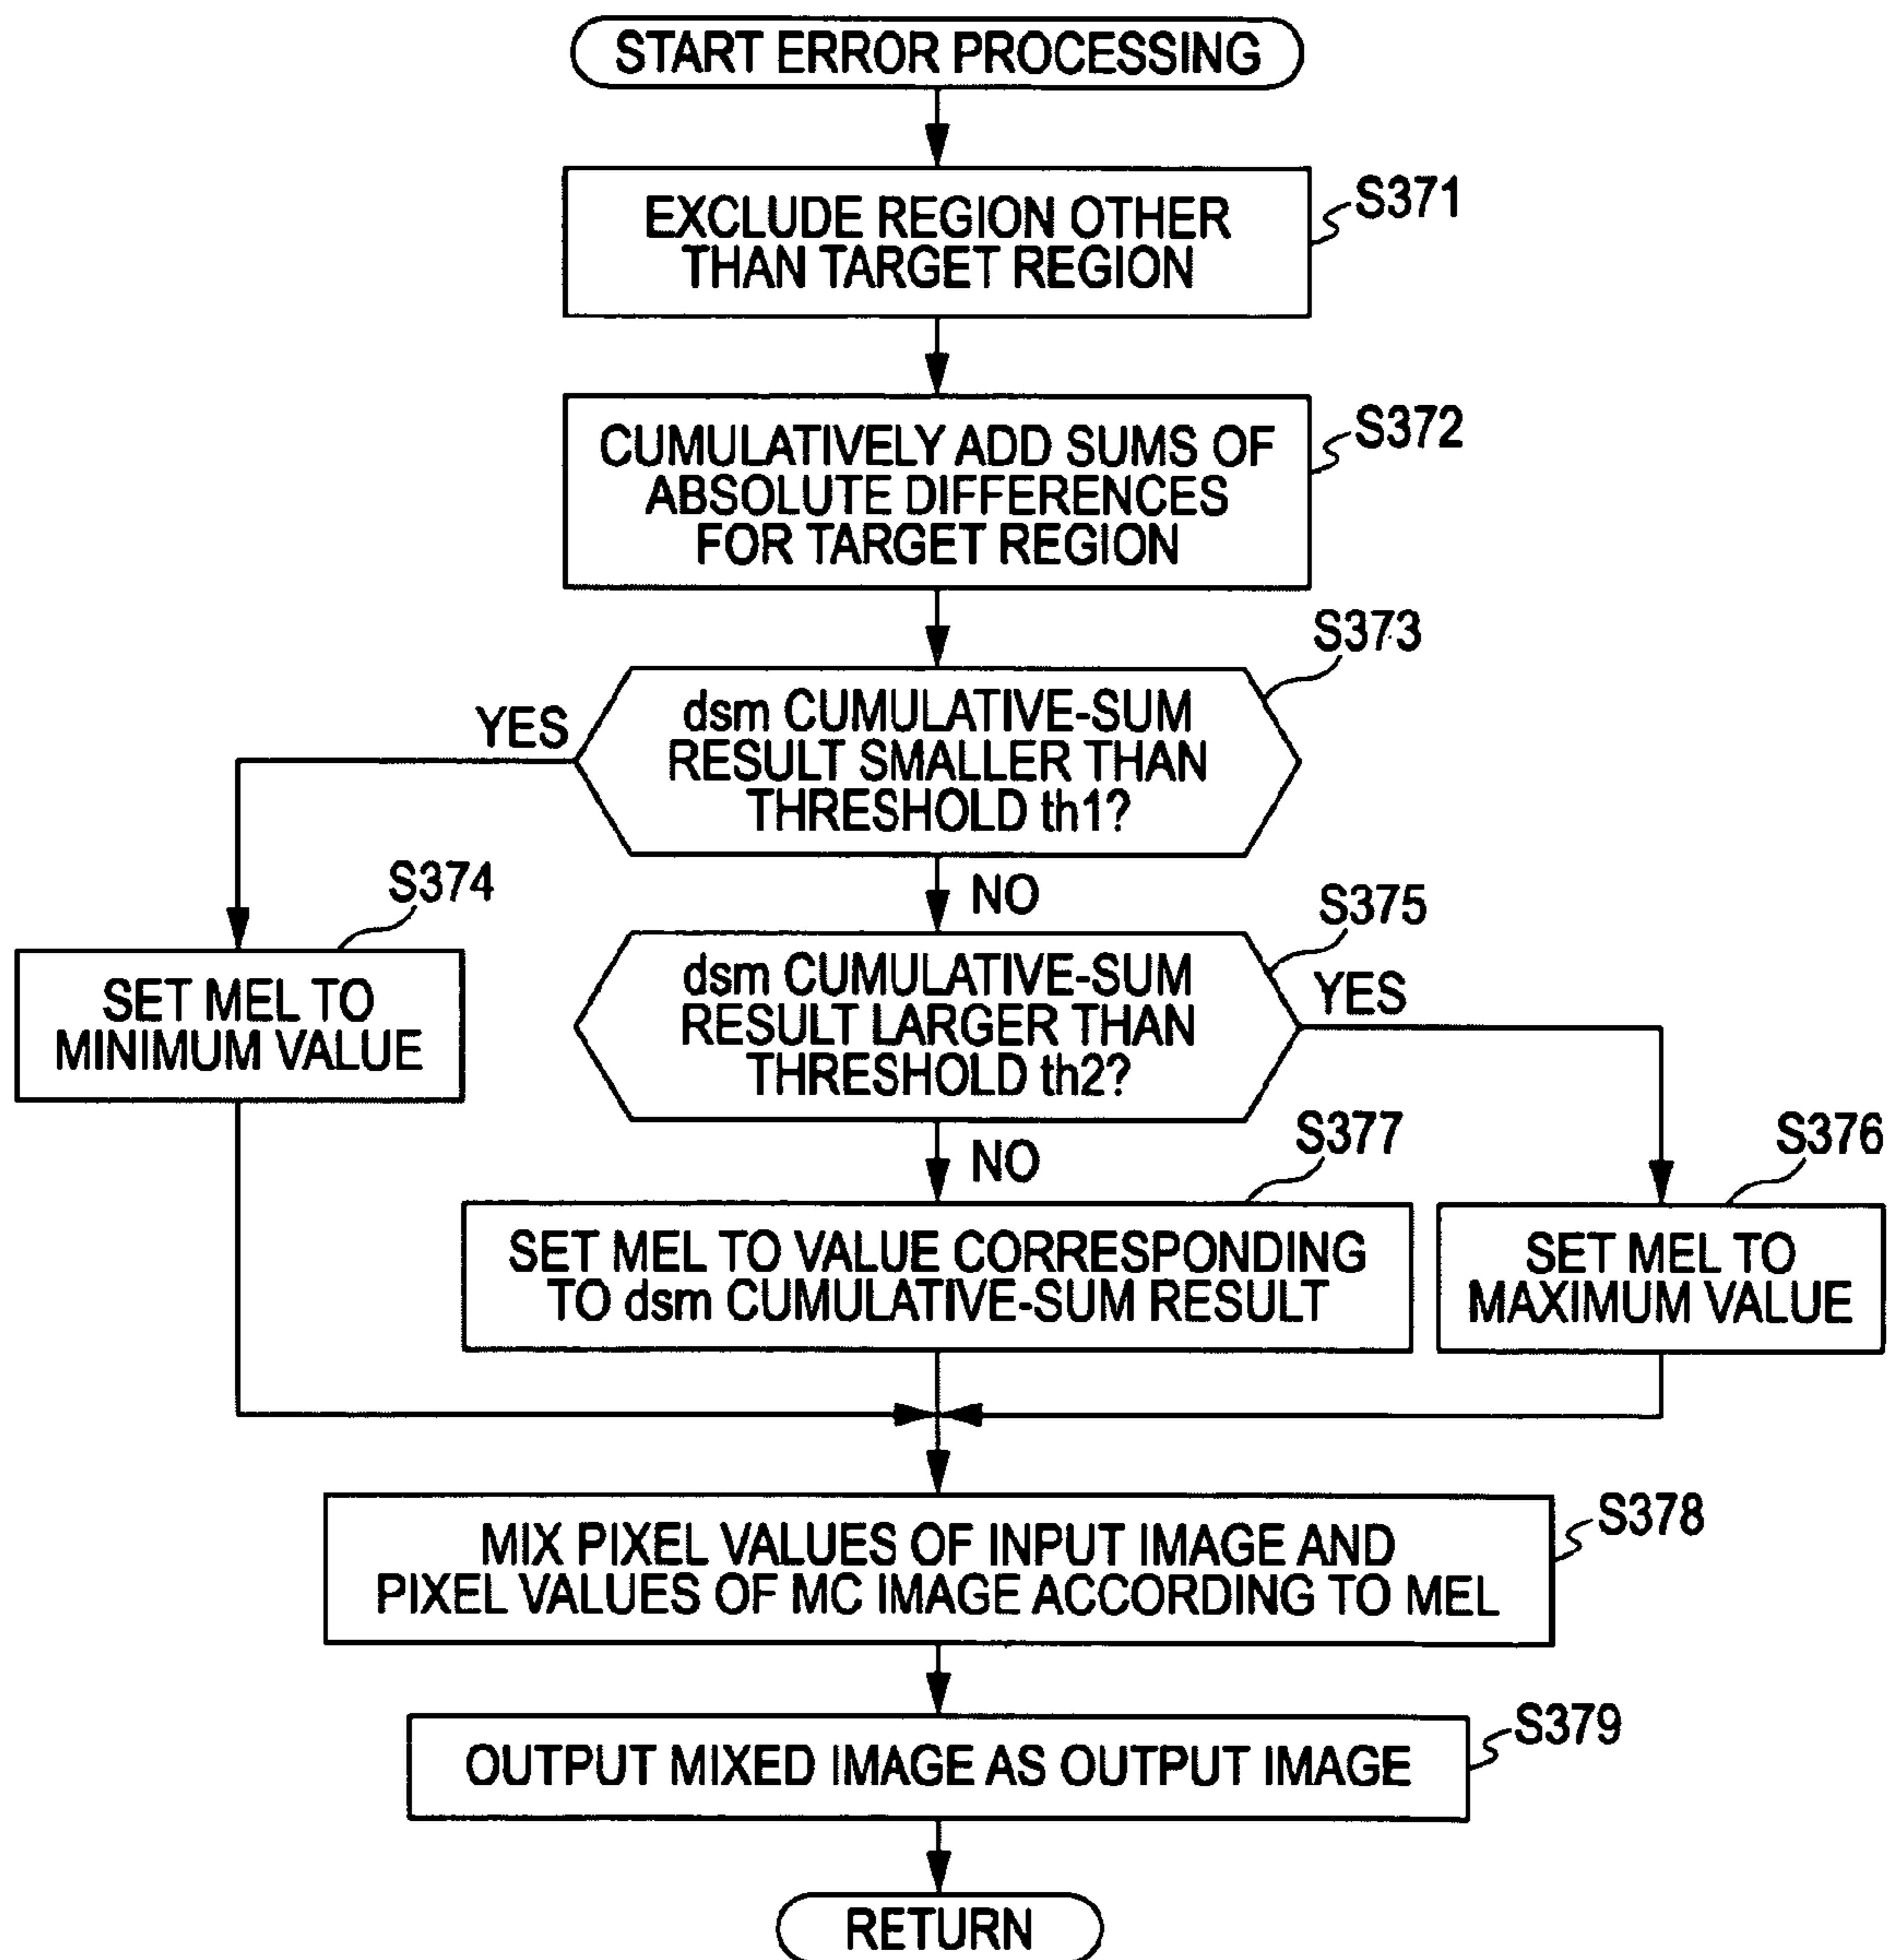 START ERROR PROCESSING
EXCLUDE REGION OTHER
THAN TARGET REGION
S371
CUMULATIVELY ADD SUMS OF
ABSOLUTE DIFFERENCES
FOR TARGET REGION
S372
S373
dsm CUMULATIVE-SUM
RESULT SMALLER THAN
THRESHOLD th1?
YES
NO
S374
SET MEL TO
MINIMUM VALUE
S375
dsm CUMULATIVE-SUM
RESULT LARGER THAN
THRESHOLD th2?
YES
NO
S377
SET MEL TO VALUE CORRESPONDING
TO dsm CUMULATIVE-SUM RESULT
S376
SET MEL TO
MAXIMUM VALUE
MIX PIXEL VALUES OF INPUT IMAGE AND
PIXEL VALUES OF MC IMAGE ACCORDING TO MEL
S378
OUTPUT MIXED IMAGE AS OUTPUT IMAGE
S379
RETURN